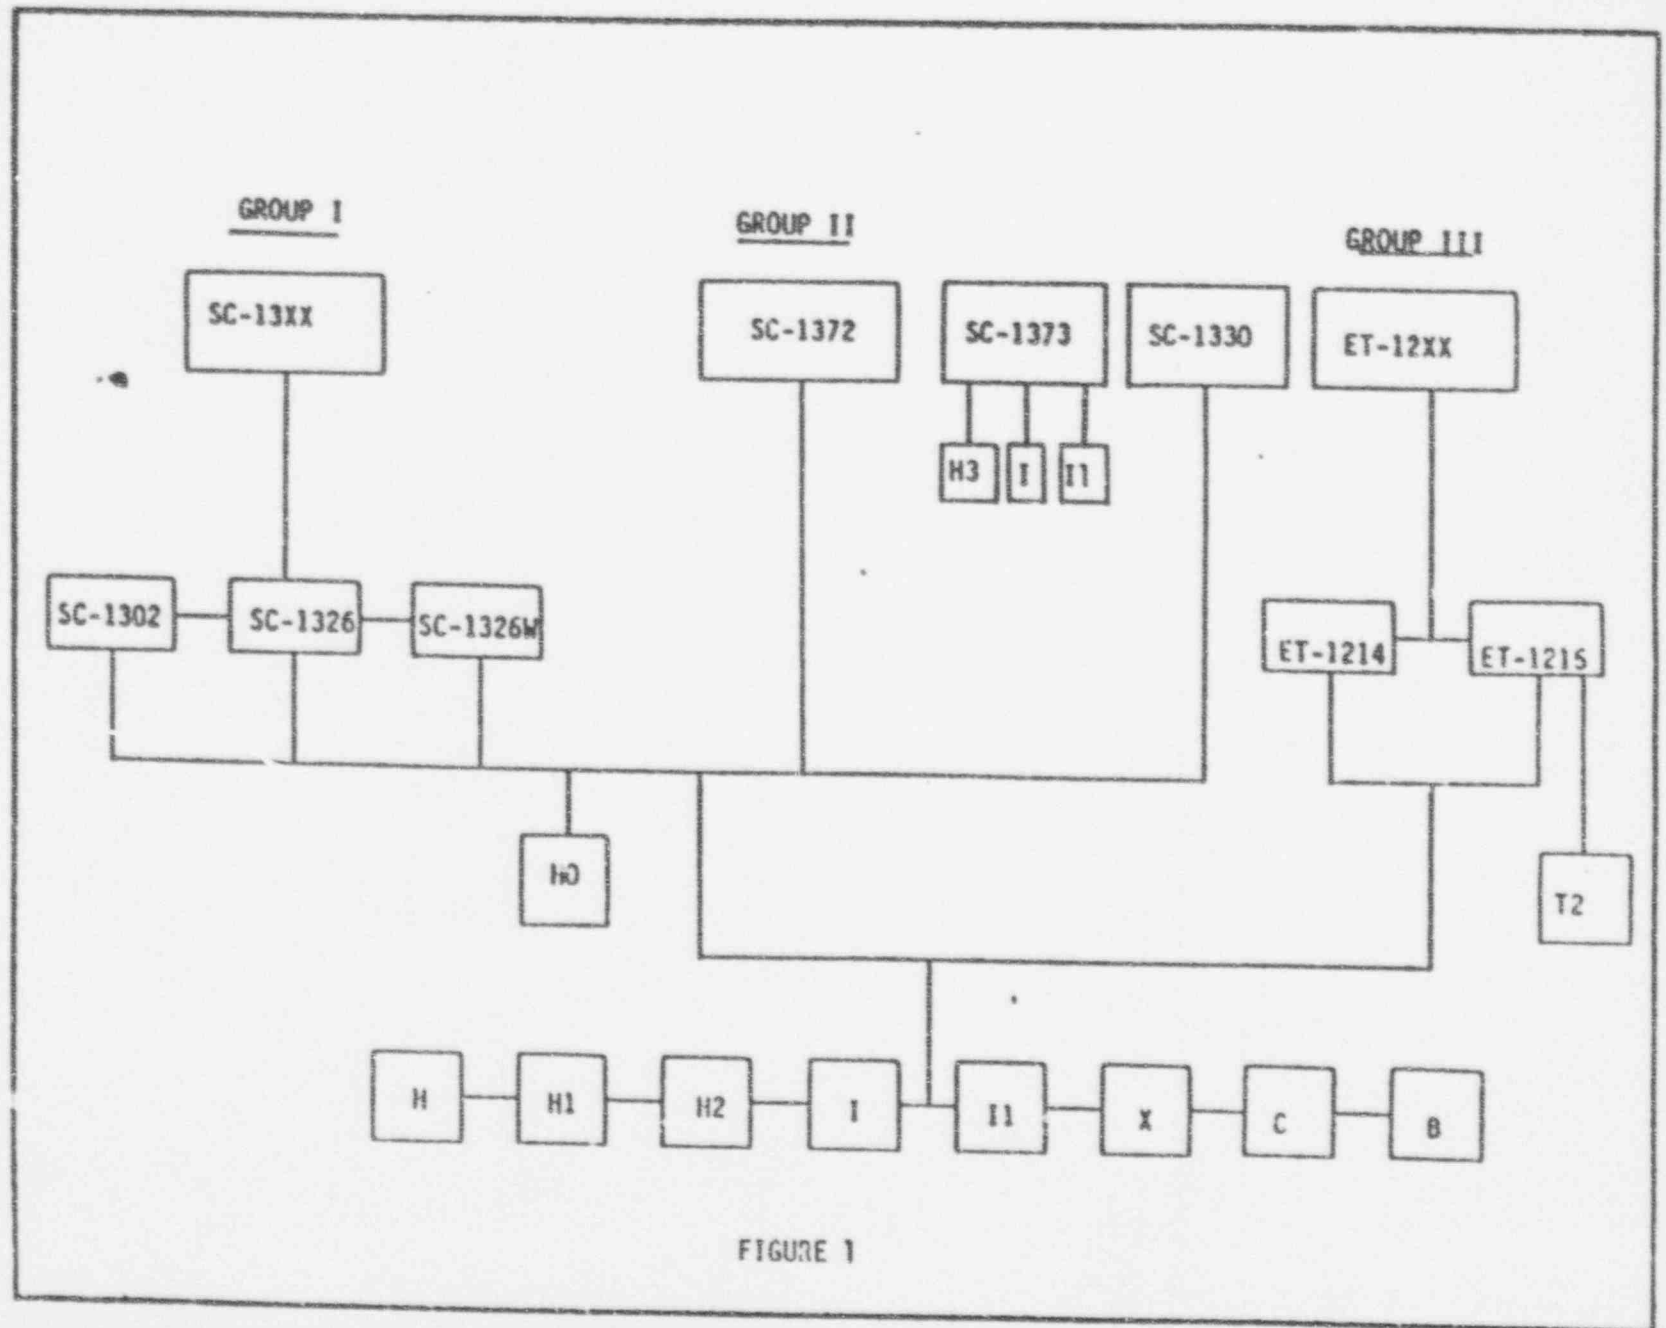 GROUP I
GROUP II
GROUP III
SC-13XX
SC-1372
SC-1373
SC-1330
ET-12XX
H3
I
I1
SC-1302
SC-1326
SC-1326W
ET-1214
ET-1215
T2
H
H1
H2
I
I1
X
C
B
FIGURE 1